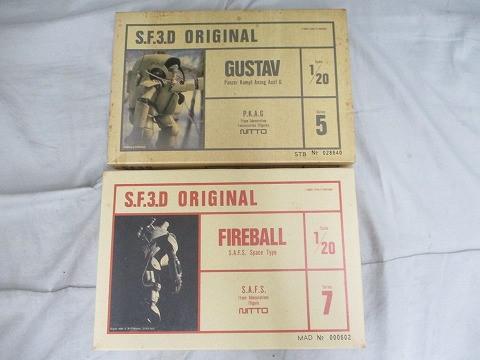 S.F.3.D ORIGINAL
GUSTAV
Panzer Kampf Anzug Ausf G
Scale
1/20
P.K.A.G
NITTO
Series
5
STB № 028640
S.F.3.D ORIGINAL
FIREBALL
S.A.F.S. Space Type
Scale
1/20
S.A.F.S.
NITTO
Series
7
MAD № 000602